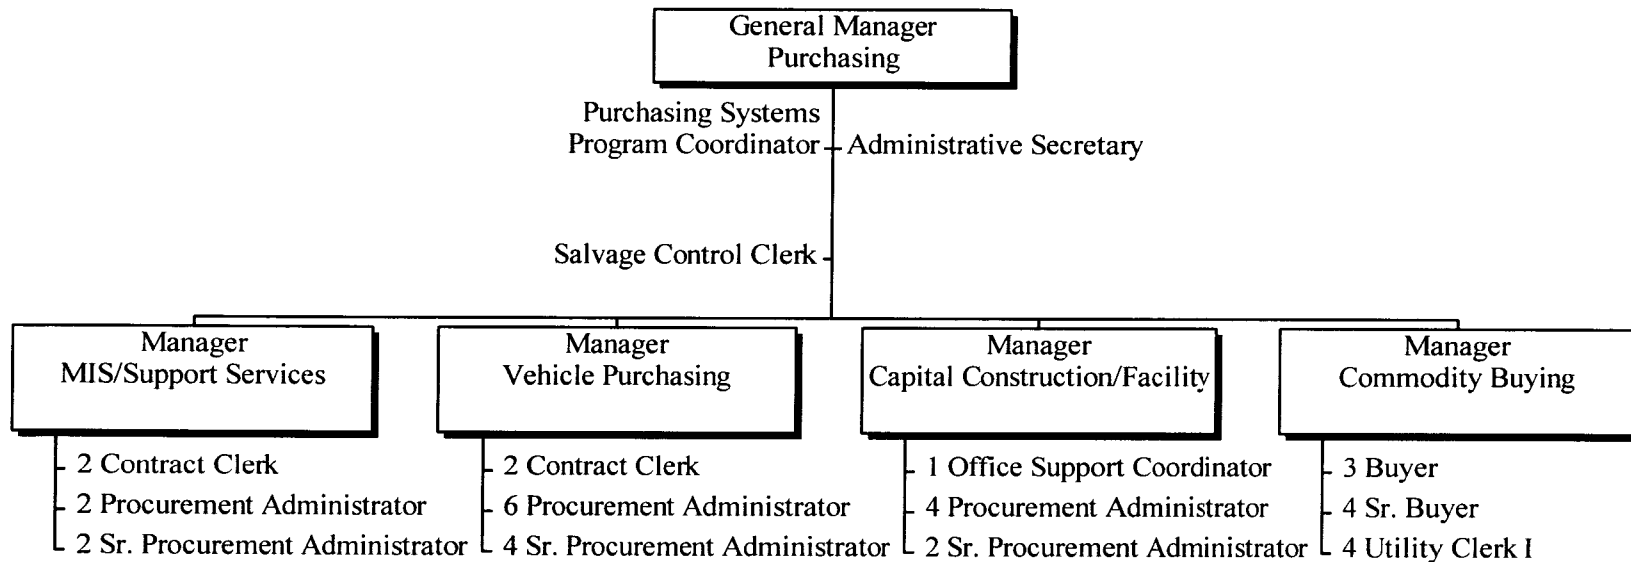 General Manager
Purchasing
Purchasing Systems
Program Coordinator
Administrative Secretary
Salvage Control Clerk
Manager
MIS/Support Services
2 Contract Clerk
2 Procurement Administrator
2 Sr. Procurement Administrator
Manager
Vehicle Purchasing
2 Contract Clerk
6 Procurement Administrator
4 Sr. Procurement Administrator
Manager
Capital Construction/Facility
1 Office Support Coordinator
4 Procurement Administrator
2 Sr. Procurement Administrator
Manager
Commodity Buying
3 Buyer
4 Sr. Buyer
4 Utility Clerk I